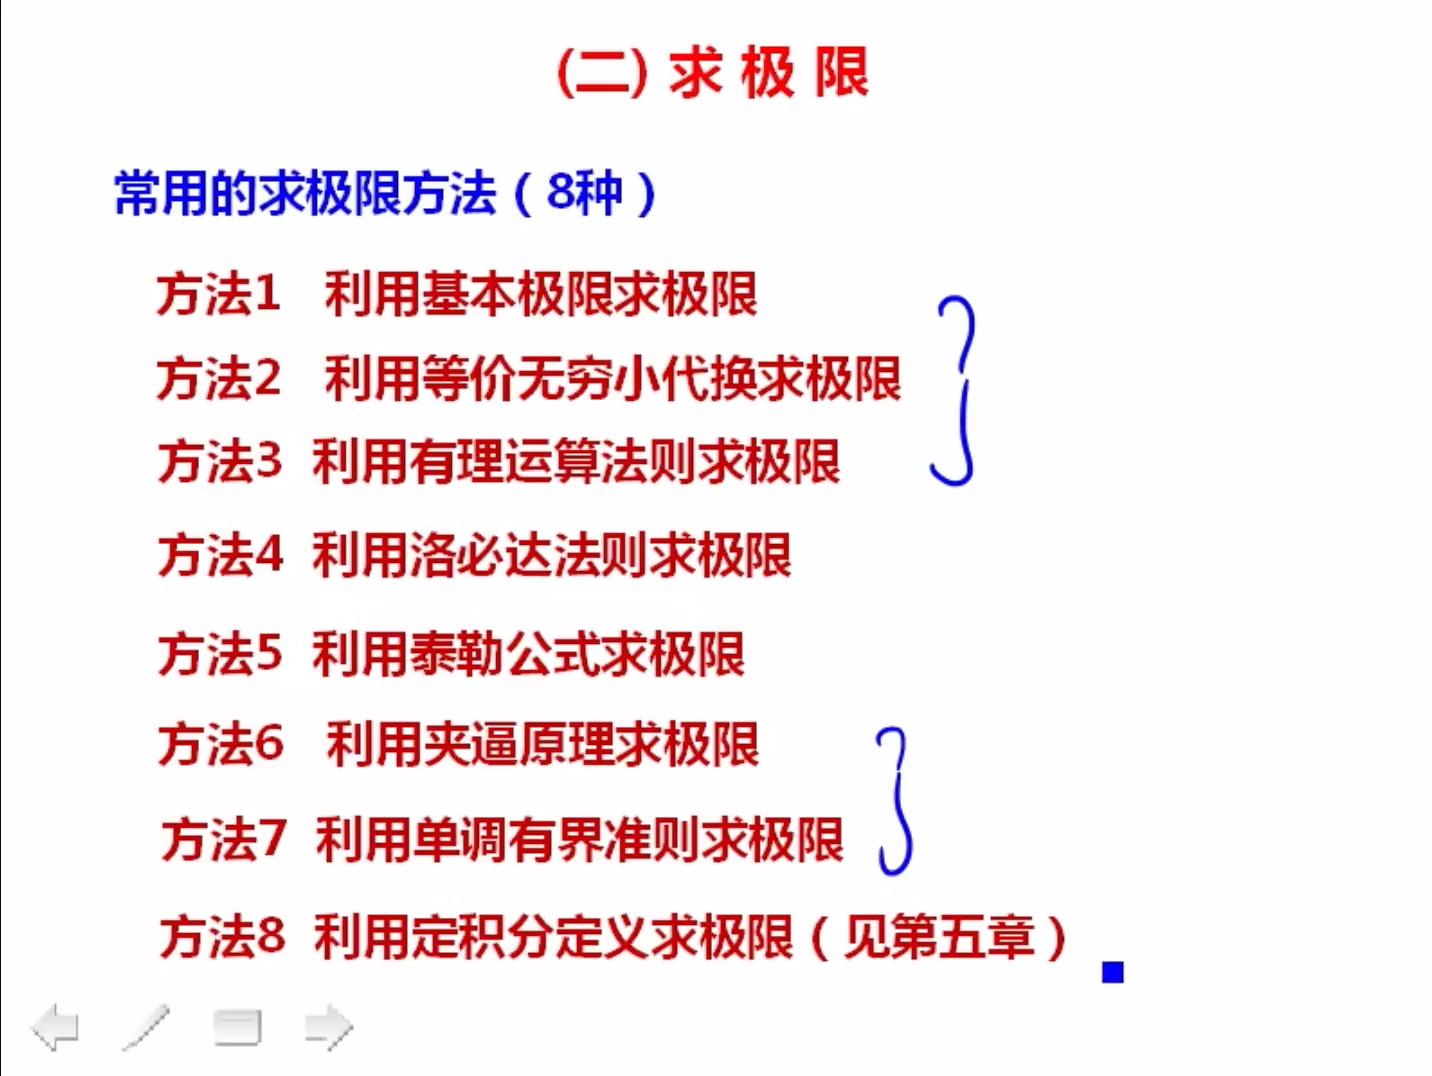 (二) 求 极 限
常用的求极限方法（8种）
方法1 利用基本极限求极限
方法2 利用等价无穷小代换求极限
方法3 利用有理运算法则求极限
方法4 利用洛必达法则求极限
方法5 利用泰勒公式求极限
方法6 利用夹逼原理求极限
方法7 利用单调有界准则求极限
方法8 利用定积分定义求极限（见第五章）